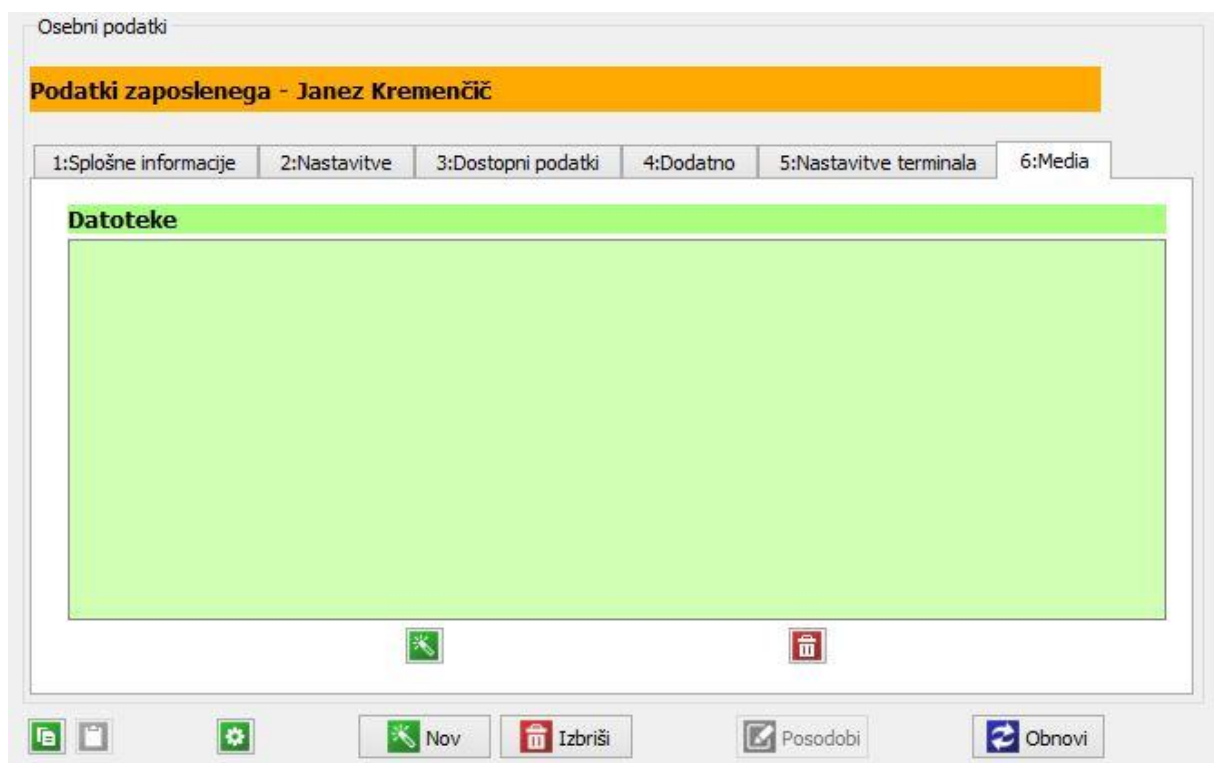 Osebni podatki
Podatki zaposlenega - Janez Kremenčič
1:Splošne informacije 2:Nastavitve 3:Dostopni podatki 4:Dodatno 5:Nastavitve terminala 6:Media
Datoteke
Nov Izbriši Posodobi Obnovi